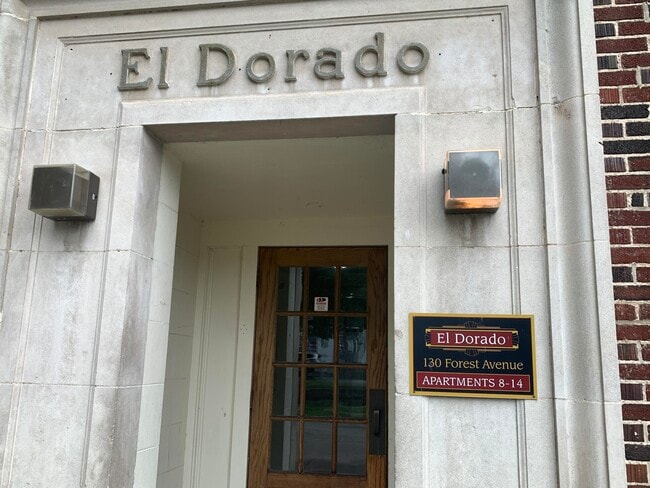 El Dorado
El Dorado
130 Forest Avenue
APARTMENTS 8-14